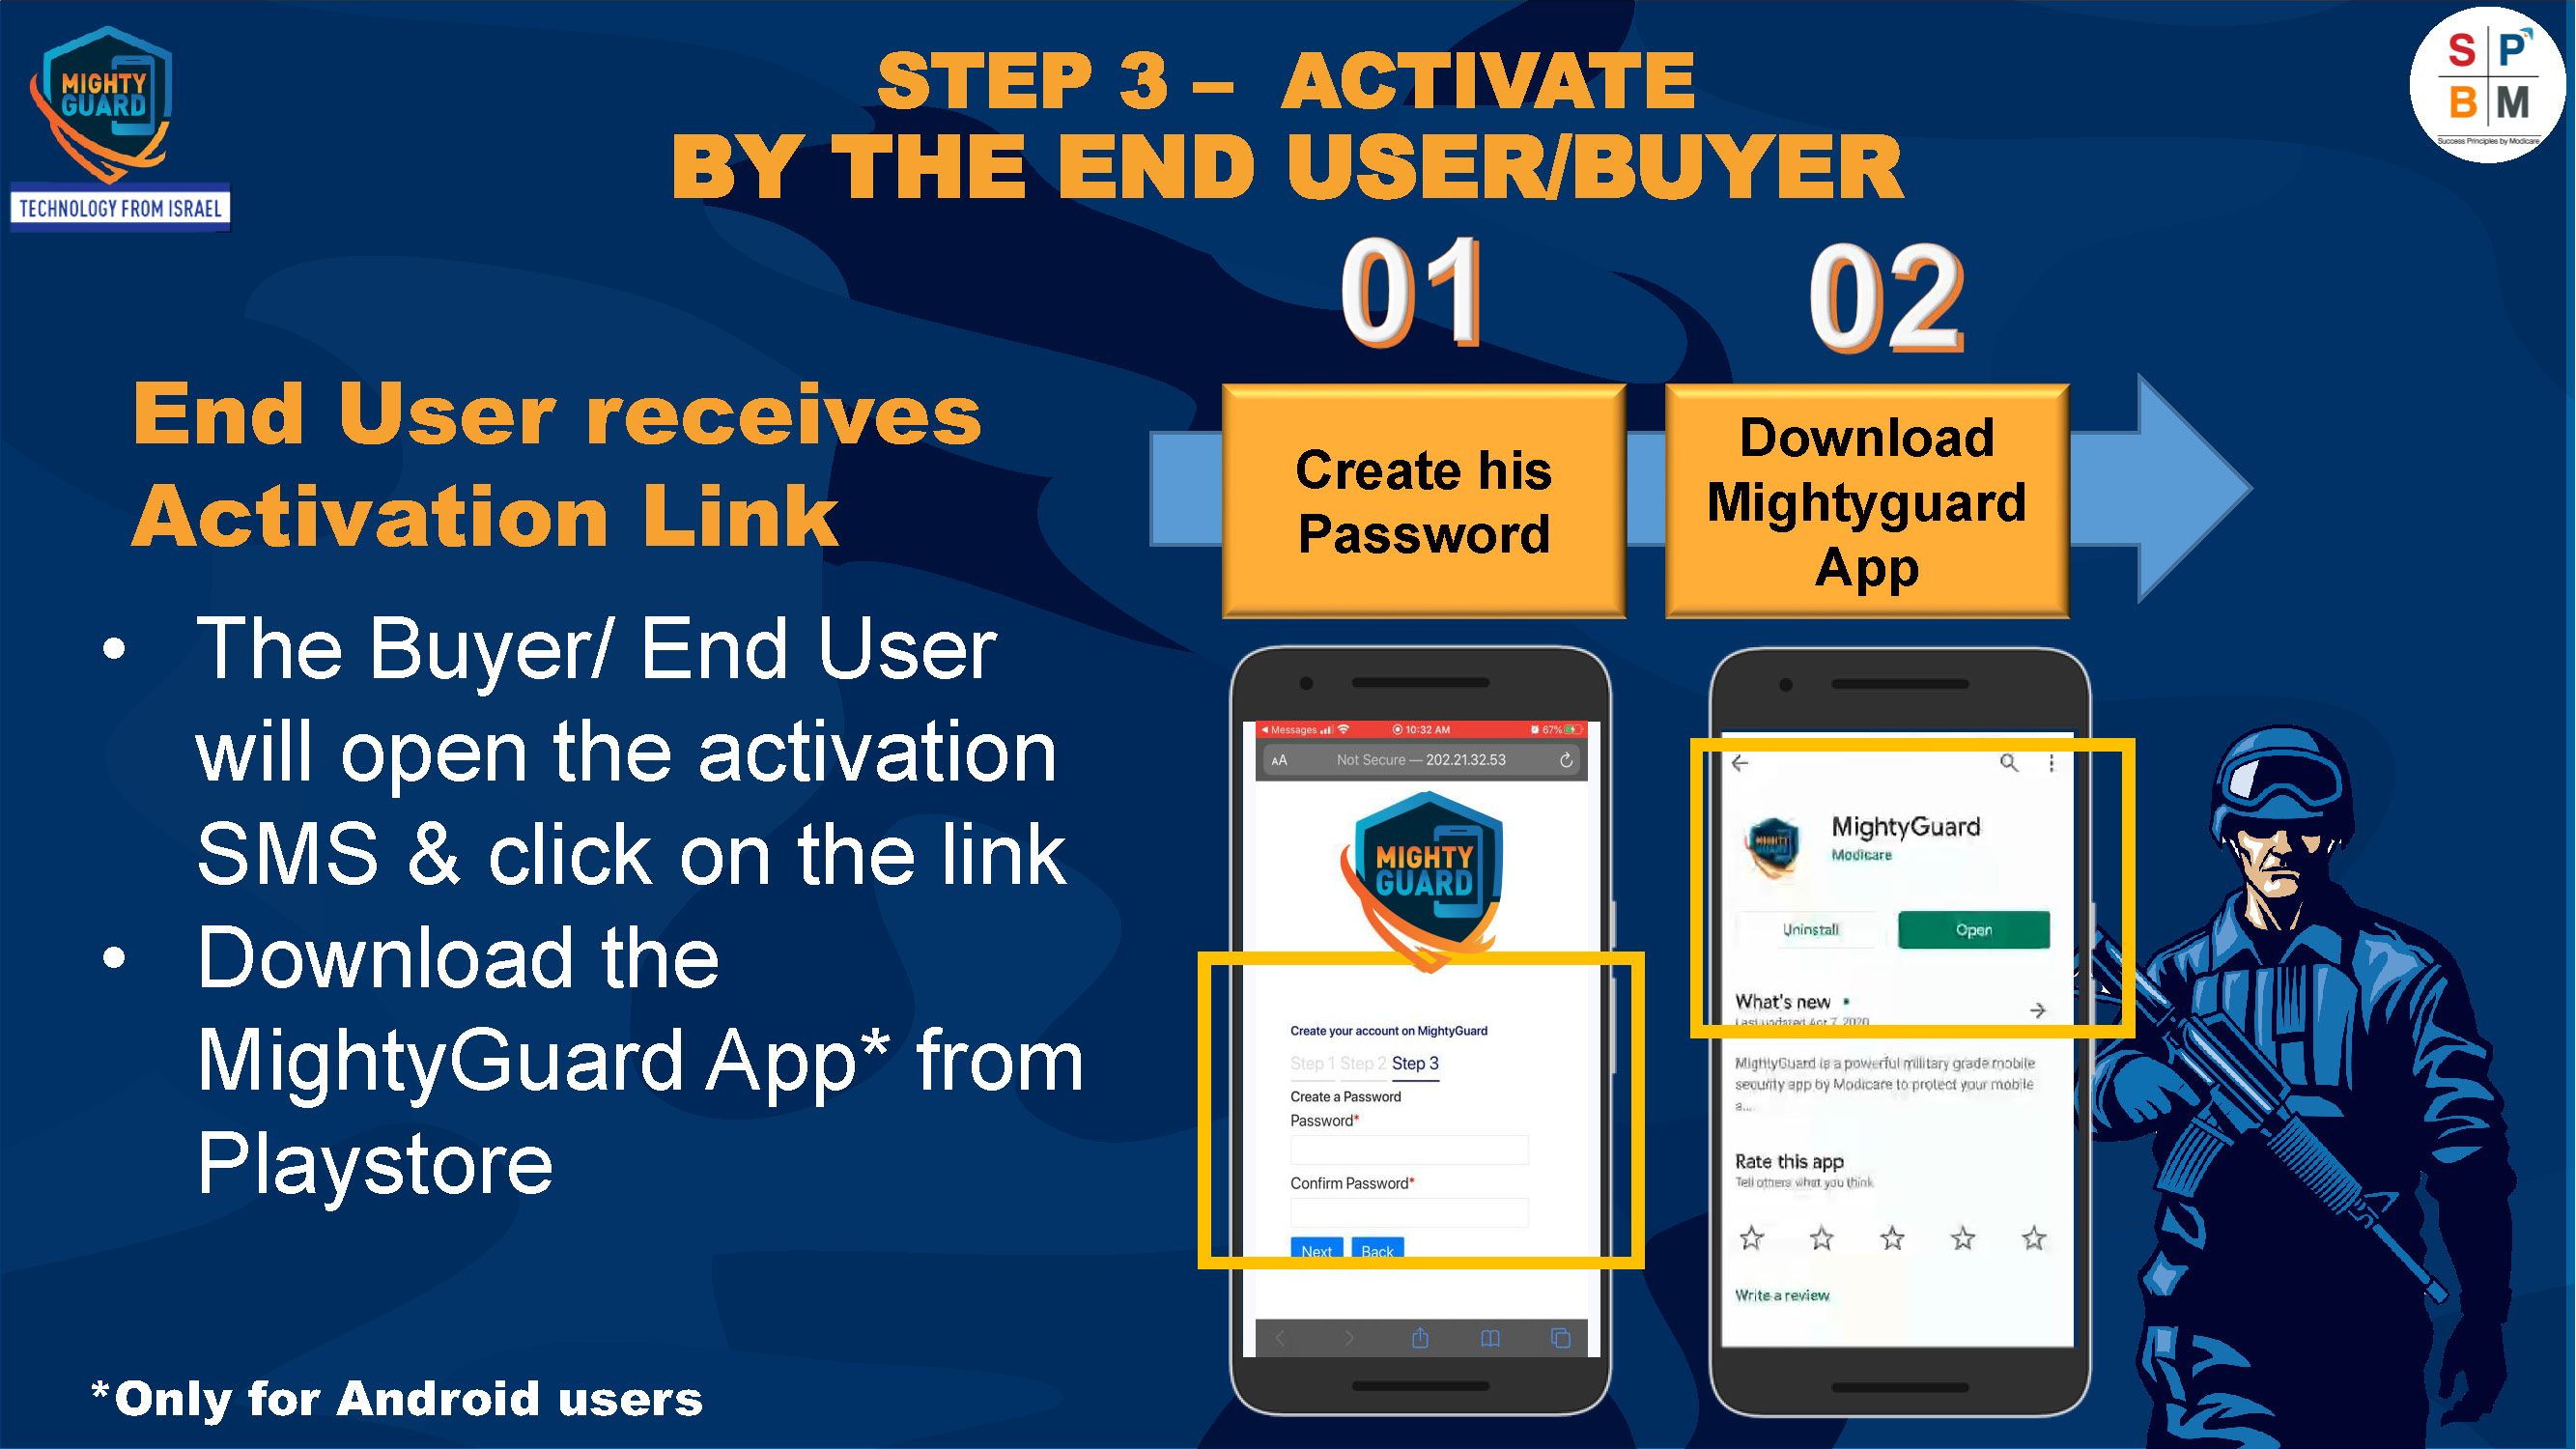 MIGHTY
GUARD
TECHNOLOGY FROM ISRAEL
STEP 3 – ACTIVATE
BY THE END USER/BUYER
S P
B M
Success Principles by Modicare
01
02
End User receives
Activation Link
Create his
Password
Download
Mightyguard
App
• The Buyer/ End User
will open the activation
SMS & click on the link
• Download the
MightyGuard App* from
Playstore
*Only for Android users
Messages 10:32 AM 67%
AA Not Secure — 202.21.32.53
MIGHTY
GUARD
Create your account on MightyGuard
Step 1 Step 2 Step 3
Create a Password
Password*
Confirm Password*
Next Back
MightyGuard
Modicare
Uninstall Open
What's new •
Last updated Apr 7, 2020
MightyGuard is a powerful military grade mobile
security app by Modicare to protect your mobile
a...
Rate this app
Tell others what you think
Write a review